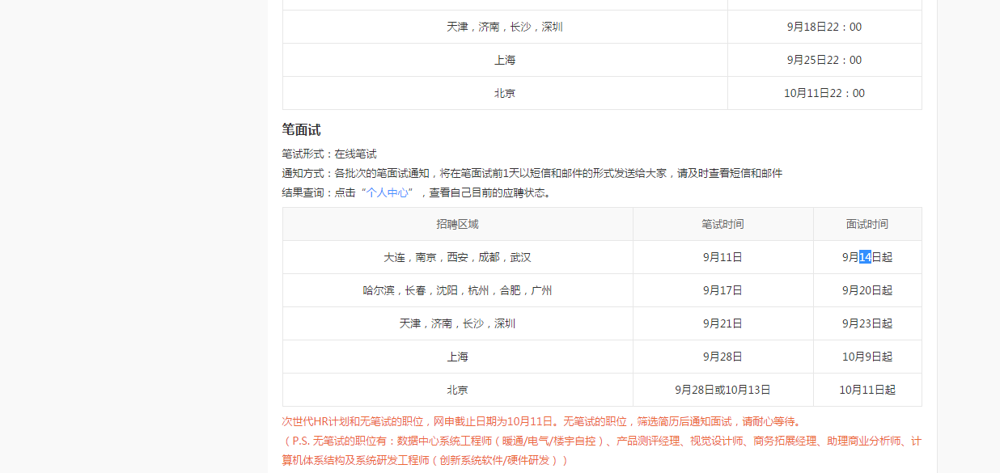 天津，济南，长沙，深圳 9月18日22：00
上海 9月25日22：00
北京 10月11日22：00
笔面试
笔试形式：在线笔试
通知方式：各批次的笔面试通知，将在笔面试前1天以短信和邮件的形式发送给大家，请及时查看短信和邮件
结果查询：点击“个人中心”，查看自己目前的应聘状态。
招聘区域 笔试时间 面试时间
大连，南京，西安，成都，武汉 9月11日 9月14日起
哈尔滨，长春，沈阳，杭州，合肥，广州 9月17日 9月20日起
天津，济南，长沙，深圳 9月21日 9月23日起
上海 9月28日 10月9日起
北京 9月28日或10月13日 10月11日起
次世代HR计划和无笔试的职位，网申截止日期为10月11日。无笔试的职位，筛选简历后通知面试，请耐心等待。
（P.S. 无笔试的职位有：数据中心系统工程师（暖通/电气/楼宇自控）、产品测评经理、视觉设计师、商务拓展经理、助理商业分析师、计
算机体系结构及系统研发工程师（创新系统软件/硬件研发））